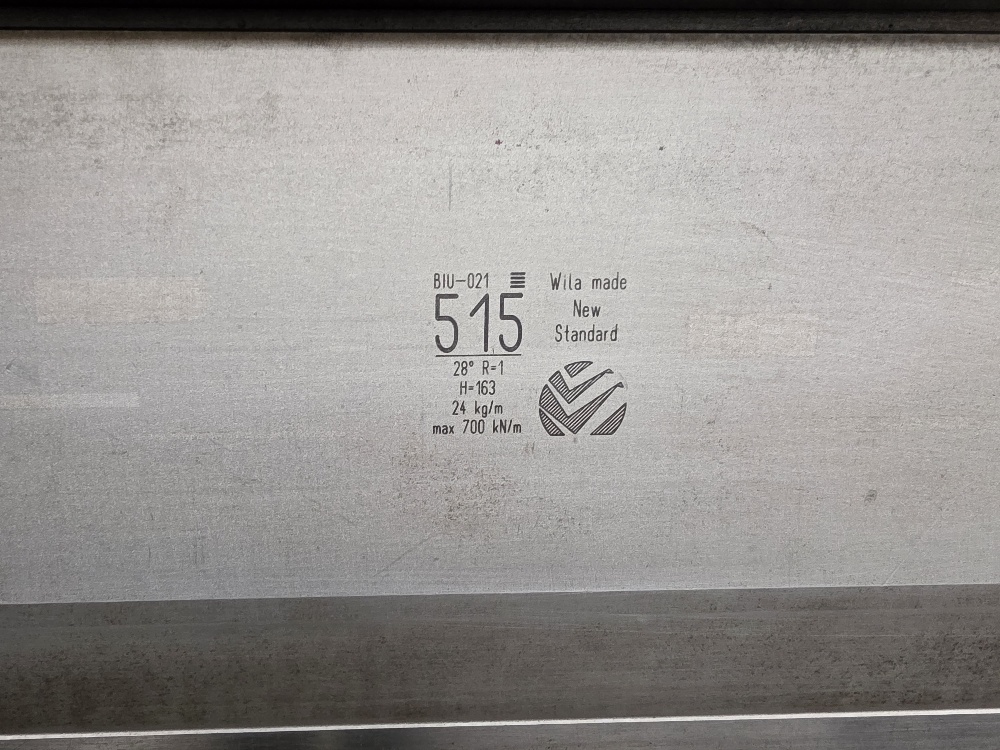 BIU-021
515
28° R=1
H=163
24 kg/m
max 700 kN/m
Wila made
New
Standard